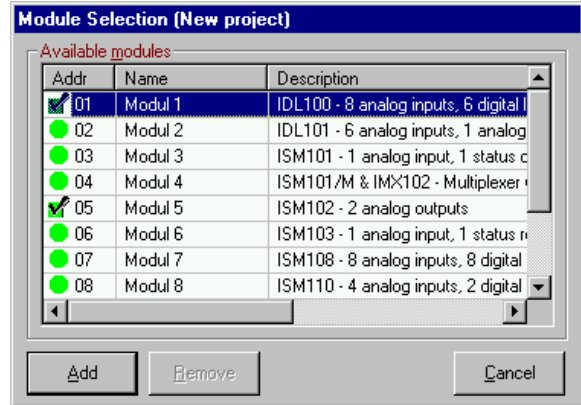 Module Selection (New project)
Available modules
Addr Name Description
01 Modul 1 IDL100 - 8 analog inputs, 6 digital I
02 Modul 2 IDL101 - 6 analog inputs, 1 analog
03 Modul 3 ISM101 - 1 analog input, 1 status o
04 Modul 4 ISM101/M & IMX102 - Multiplexer
05 Modul 5 ISM102 - 2 analog outputs
06 Modul 6 ISM103 - 1 analog input, 1 status r
07 Modul 7 ISM108 - 8 analog inputs, 8 digital
08 Modul 8 ISM110 - 4 analog inputs, 2 digital
Add Remove Cancel